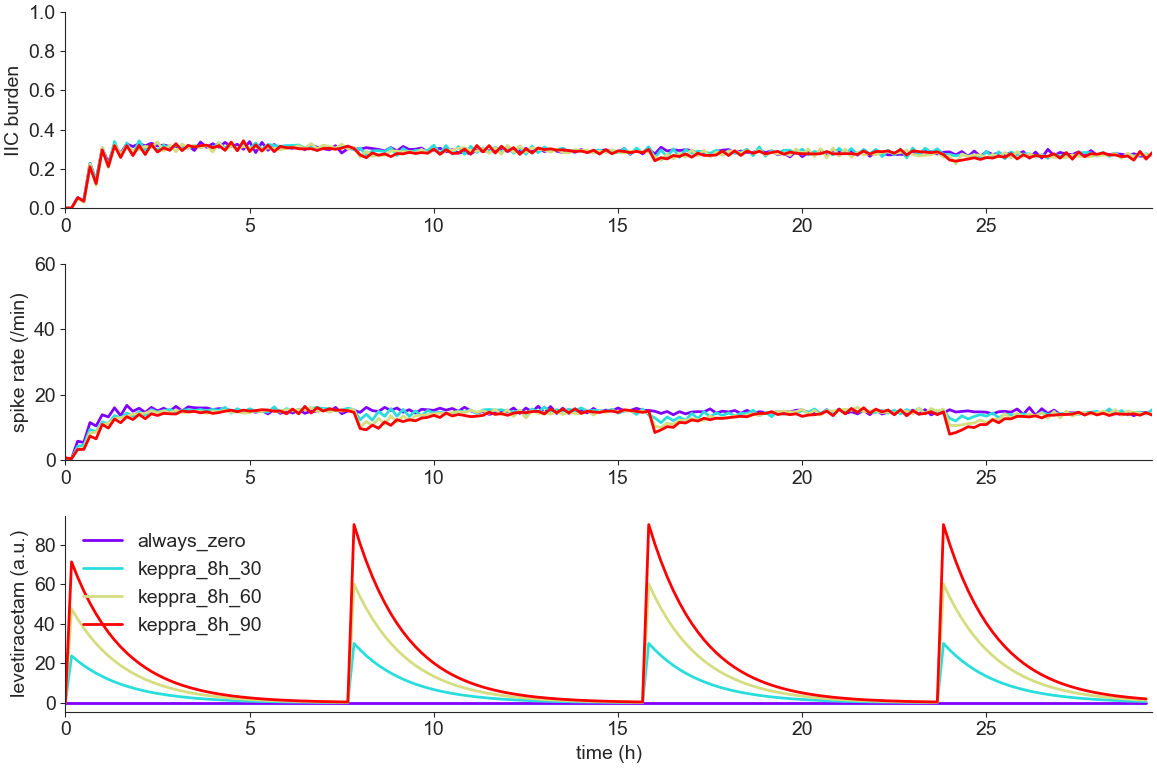 IIC burden
1.0
0.8
0.6
0.4
0.2
0.0
0 5 10 15 20 25
spike rate (/min)
60
40
20
0
0 5 10 15 20 25
levetiracetam (a.u.)
80
60
40
20
0
always_zero
keppra_8h_30
keppra_8h_60
keppra_8h_90
0 5 10 15 20 25
time (h)